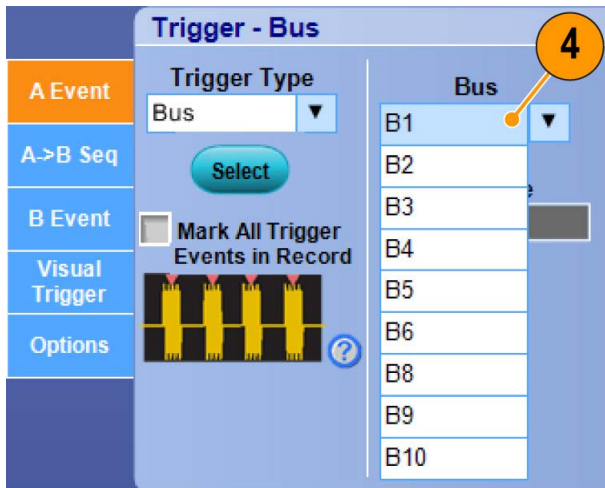 Trigger - Bus
4
A Event
A->B Seq
B Event
Visual
Trigger
Options
Trigger Type
Bus
Select
Mark All Trigger
Events in Record
?
Bus
B1
B2
B3
B4
B5
B6
B8
B9
B10